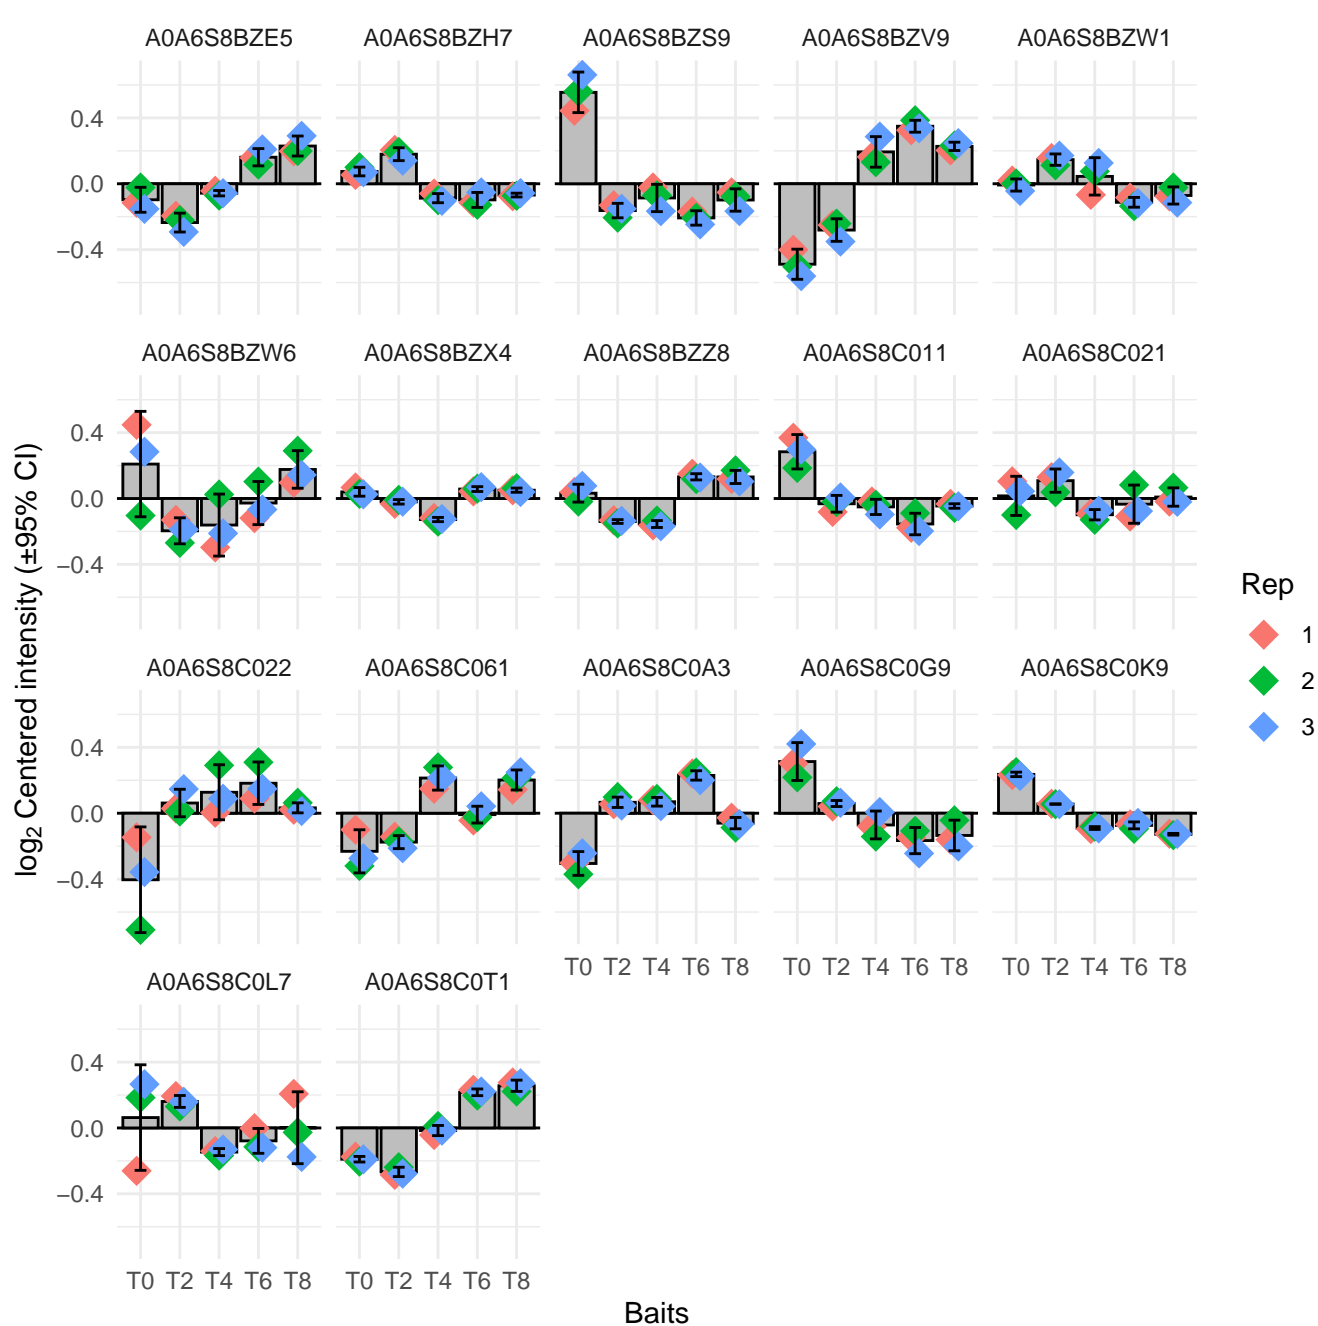 A0A6S8BZE5 A0A6S8BZH7 A0A6S8BZS9 A0A6S8BZV9 A0A6S8BZW1
0.4
0.0
−0.4
A0A6S8BZW6 A0A6S8BZX4 A0A6S8BZZ8 A0A6S8C011 A0A6S8C021
0.4
0.0
−0.4
log₂ Centered intensity (±95% CI)
Rep
1
2
3
A0A6S8C022 A0A6S8C061 A0A6S8C0A3 A0A6S8C0G9 A0A6S8C0K9
0.4
0.0
−0.4
T0 T2 T4 T6 T8 T0 T2 T4 T6 T8 T0 T2 T4 T6 T8
A0A6S8C0L7 A0A6S8C0T1
0.4
0.0
−0.4
T0 T2 T4 T6 T8 T0 T2 T4 T6 T8
Baits